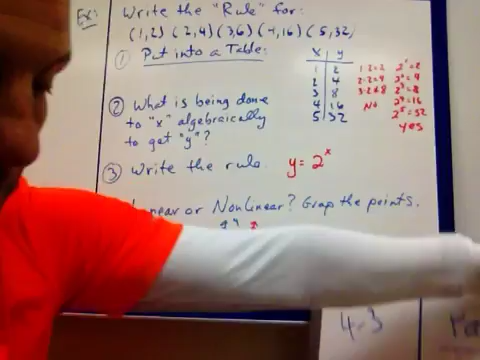 Ex: Write the "Rule" for:
(1,2) (2,4) (3,6) (4,16) (5,32)
① Put into a Table:
x y
1 2
2 4
3 8
4 16
5 32
1·2=2
2·2=4
3·2≠8
No
2¹=2
2²=4
2³=8
2⁴=16
2⁵=32
yes
② What is being done
to "x" algebraically
to get "y"?
③ Write the rule. y=2ˣ
Linear or Nonlinear? Grap the points.
4-3